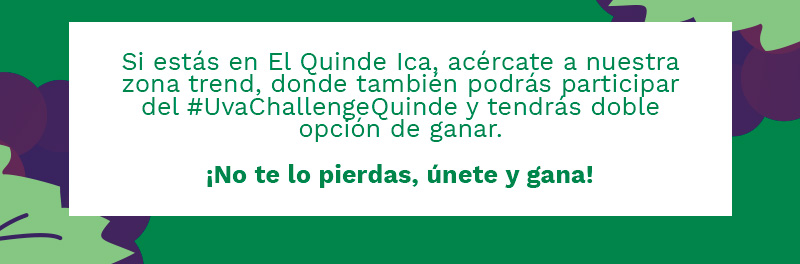 Si estás en El Quinde Ica, acércate a nuestra
zona trend, donde también podrás participar
del #UvaChallengeQuinde y tendrás doble
opción de ganar.
¡No te lo pierdas, únete y gana!